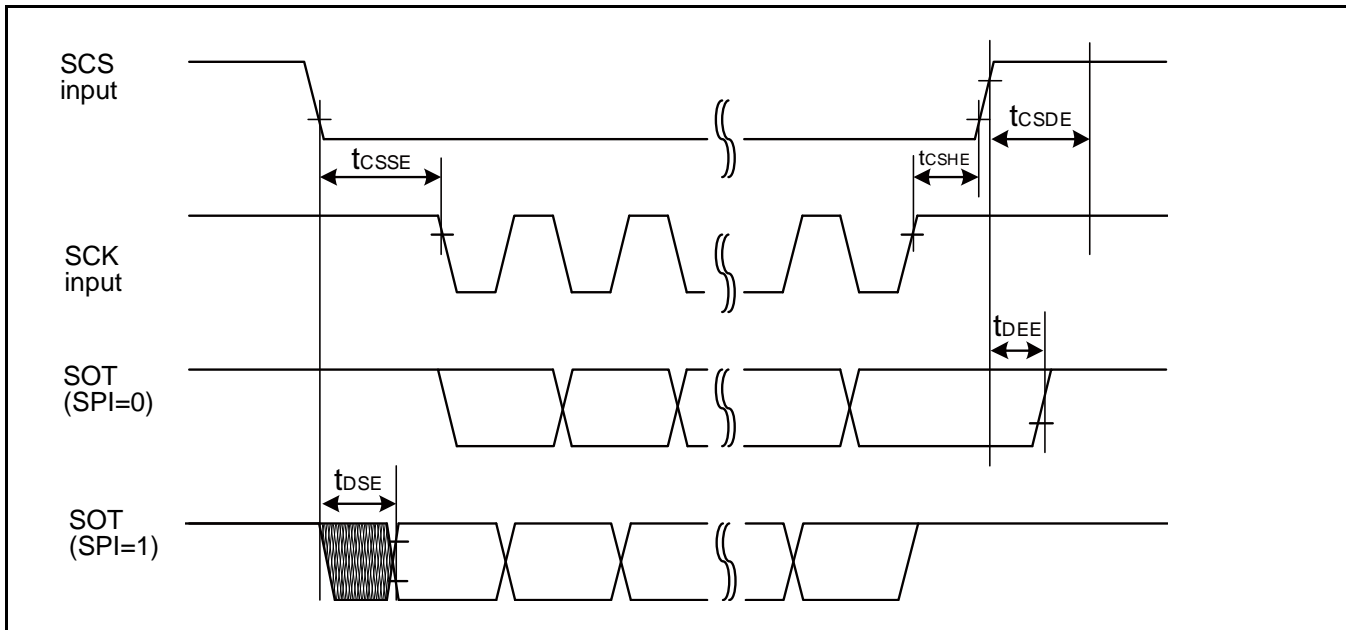 SCS
input
tCSDE
tCSSE
tCSHE
SCK
input
tDEE
SOT
(SPI=0)
tDSE
SOT
(SPI=1)